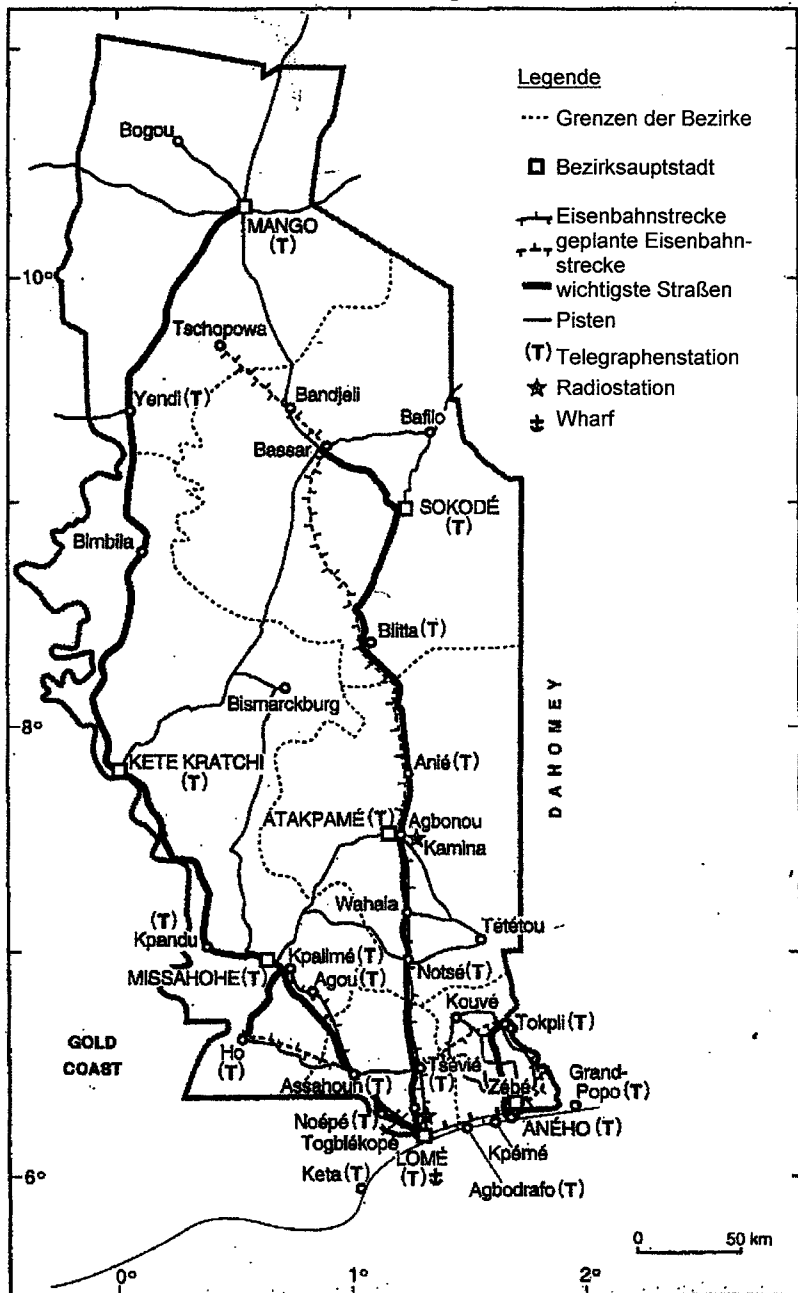 Legende
Grenzen der Bezirke
Bezirksauptstadt
Eisenbahnstrecke
geplante Eisenbahn-
strecke
wichtigste Straßen
Pisten
(T) Telegraphenstation
Radiostation
Wharf
Bogou
MANGO
(T)
10°
Tschopowa
Yendi (T)
Bandjeli
Bafilo
Bassar
SOKODÉ
(T)
Bimbila
Blitta (T)
Bismarckburg
8°
KETE KRATCHI
(T)
Anié (T)
DAHOMEY
ATAKPAMÉ (T)
Agbonou
Kamina
Wahala
Tététou
(T)
Kpandu
MISSAHOHE (T)
Kpalimé (T)
Agou (T)
Notsé (T)
Kouvé
Tokpli (T)
GOLD
COAST
Ho
(T)
Assahoun (T)
Tsévié
(T)
Zébé
Grand-
Popo (T)
Noépé (T)
Togblékopé
LOMÉ
(T)
ANÉHO (T)
Kpémé
Keta (T)
Agbodrafo (T)
6°
0 50 km
0° 1° 2°